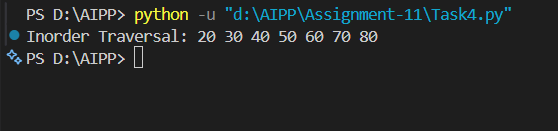 PS D:\AIPP> python -u "d:\AIPP\Assignment-11\Task4.py"
Inorder Traversal: 20 30 40 50 60 70 80
PS D:\AIPP>